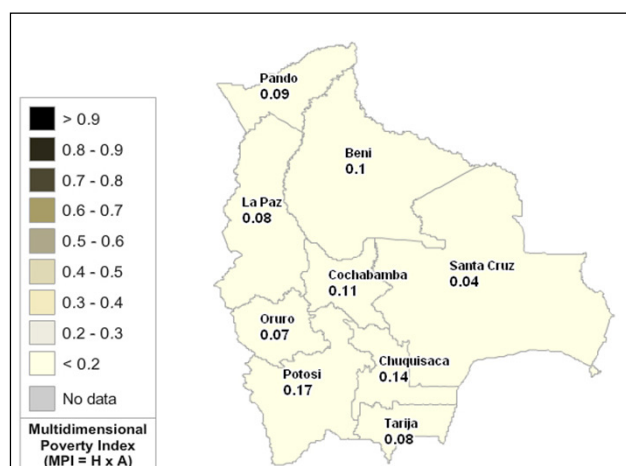 > 0.9
0.8 - 0.9
0.7 - 0.8
0.6 - 0.7
0.5 - 0.6
0.4 - 0.5
0.3 - 0.4
0.2 - 0.3
< 0.2
No data
Multidimensional
Poverty Index
(MPI = H x A)
Pando
0.09
Beni
0.1
La Paz
0.08
Cochabamba
0.11
Santa Cruz
0.04
Oruro
0.07
Potosi
0.17
Chuquisaca
0.14
Tarija
0.08